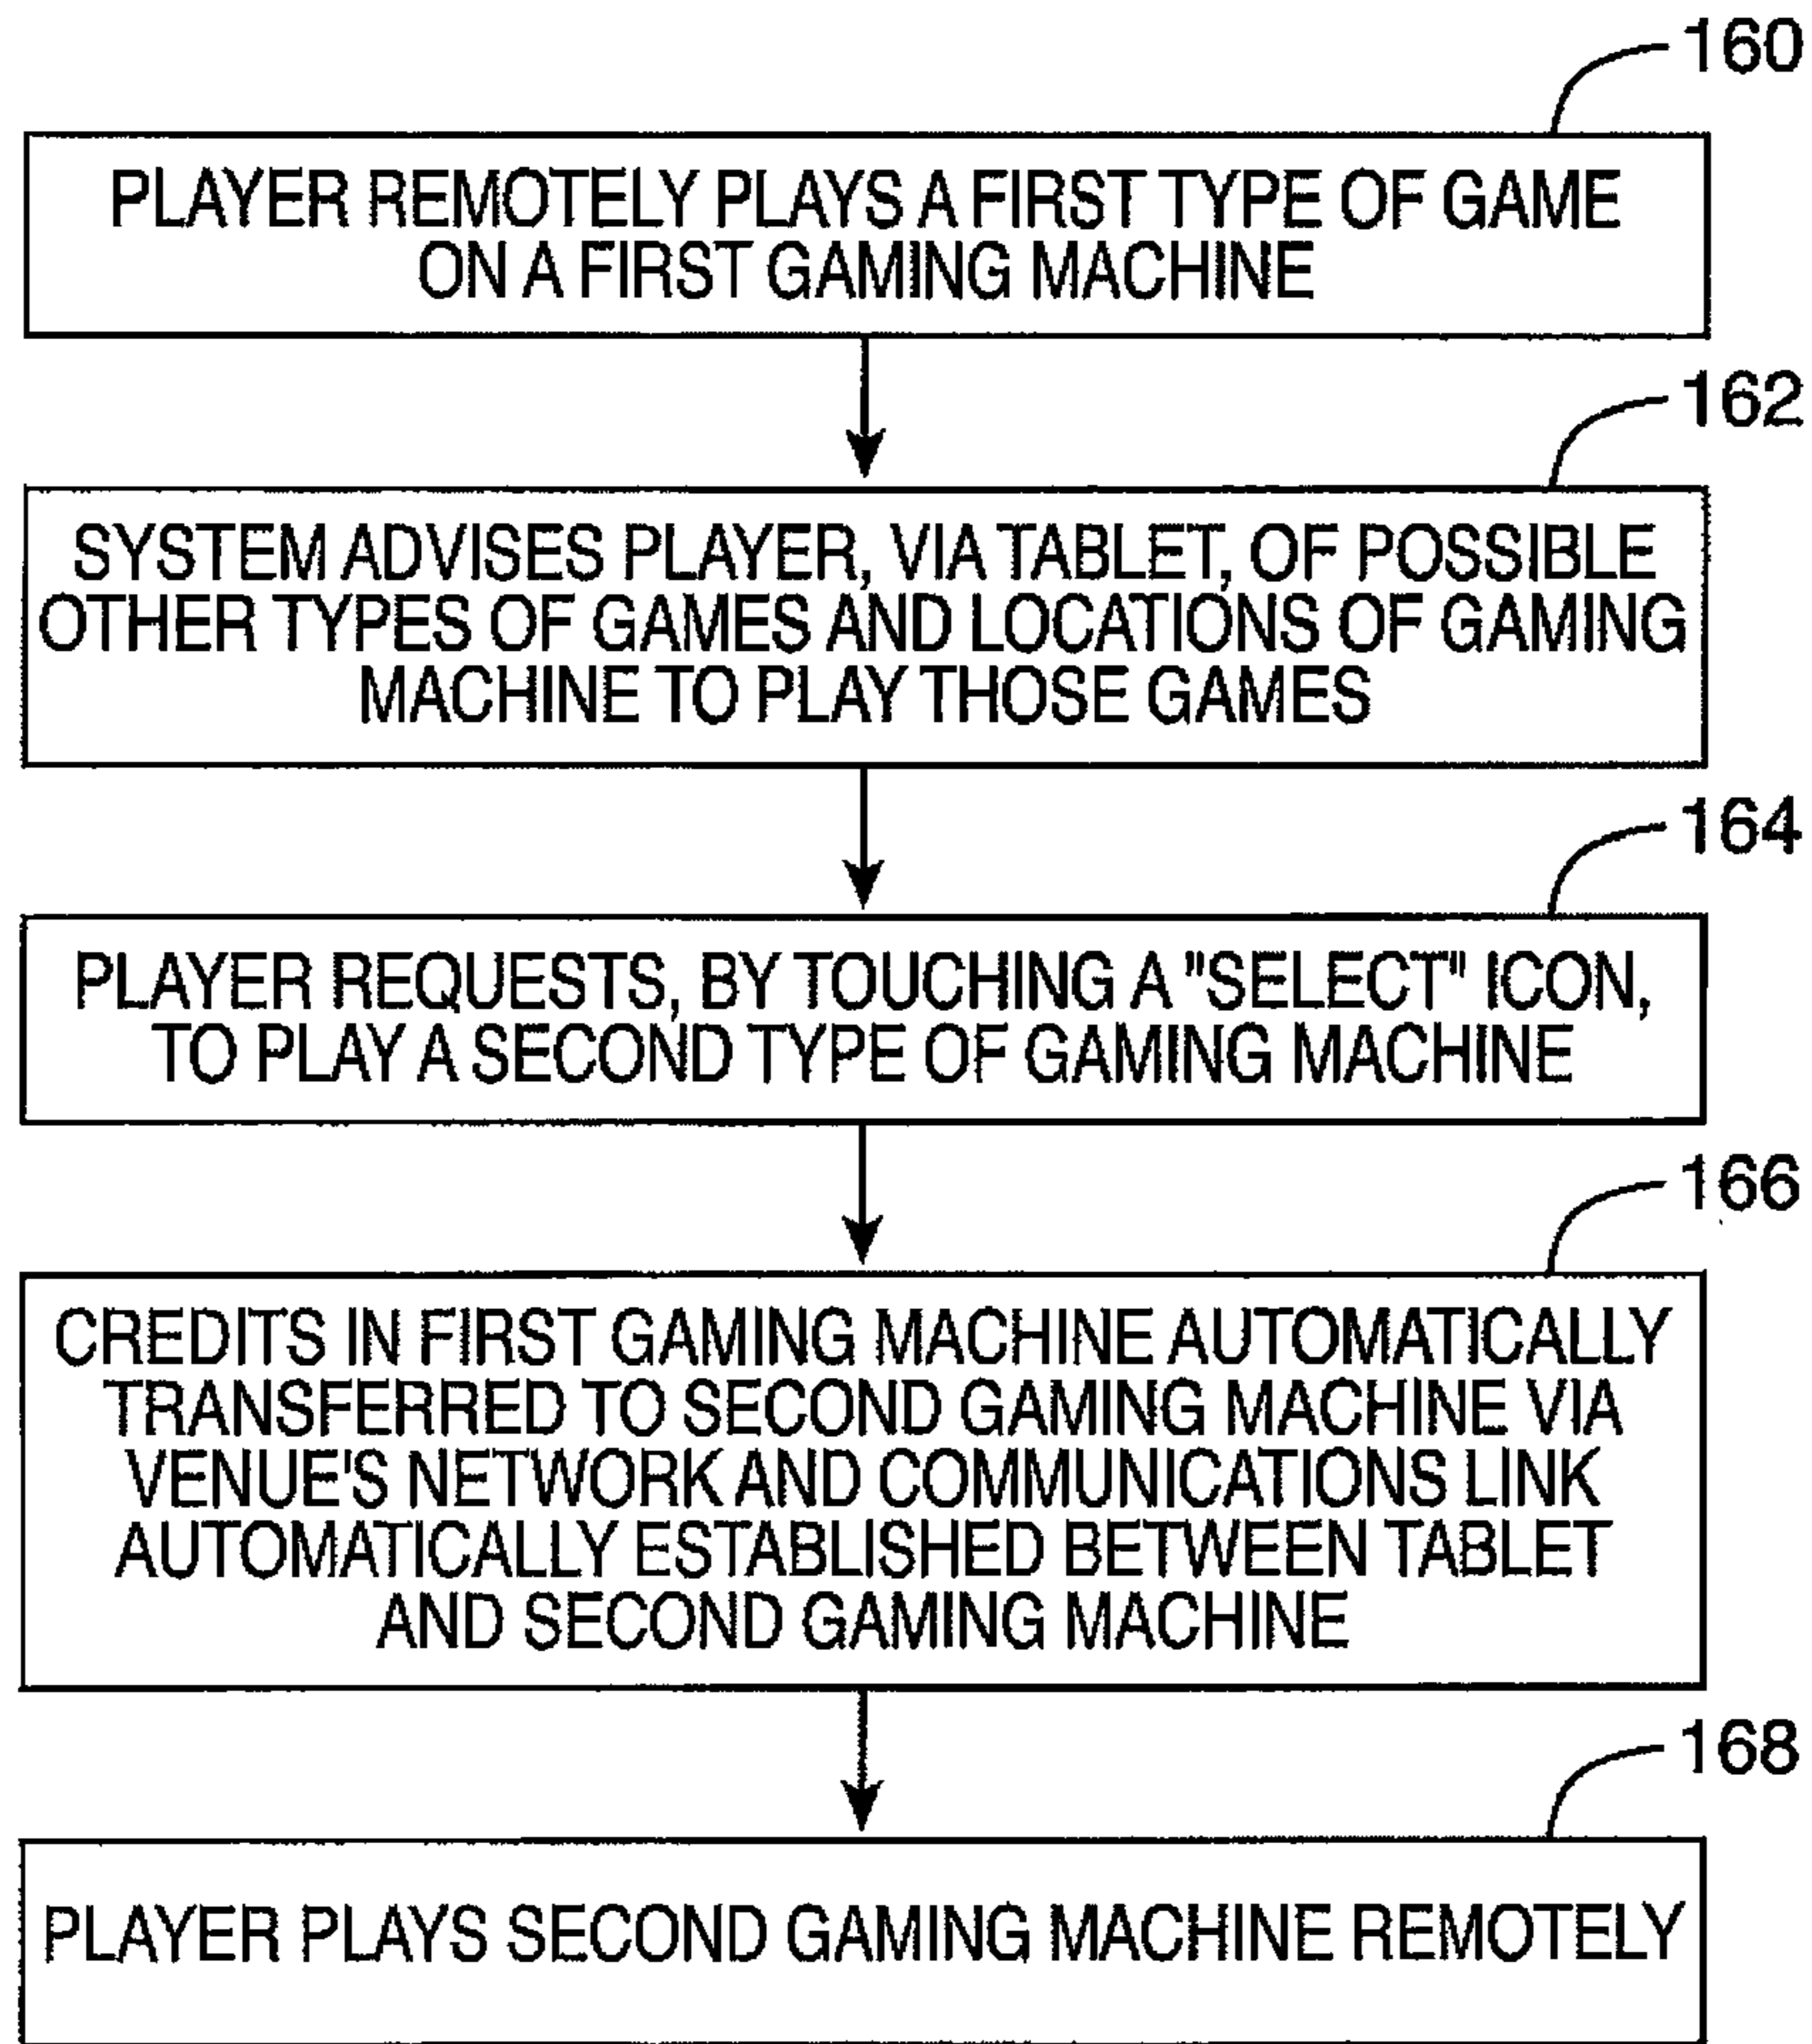 160
PLAYER REMOTELY PLAYS A FIRST TYPE OF GAME
ON A FIRST GAMING MACHINE
162
SYSTEM ADVISES PLAYER, VIA TABLET, OF POSSIBLE
OTHER TYPES OF GAMES AND LOCATIONS OF GAMING
MACHINE TO PLAY THOSE GAMES
164
PLAYER REQUESTS, BY TOUCHING A "SELECT" ICON,
TO PLAY A SECOND TYPE OF GAMING MACHINE
166
CREDITS IN FIRST GAMING MACHINE AUTOMATICALLY
TRANSFERRED TO SECOND GAMING MACHINE VIA
VENUE'S NETWORK AND COMMUNICATIONS LINK
AUTOMATICALLY ESTABLISHED BETWEEN TABLET
AND SECOND GAMING MACHINE
168
PLAYER PLAYS SECOND GAMING MACHINE REMOTELY